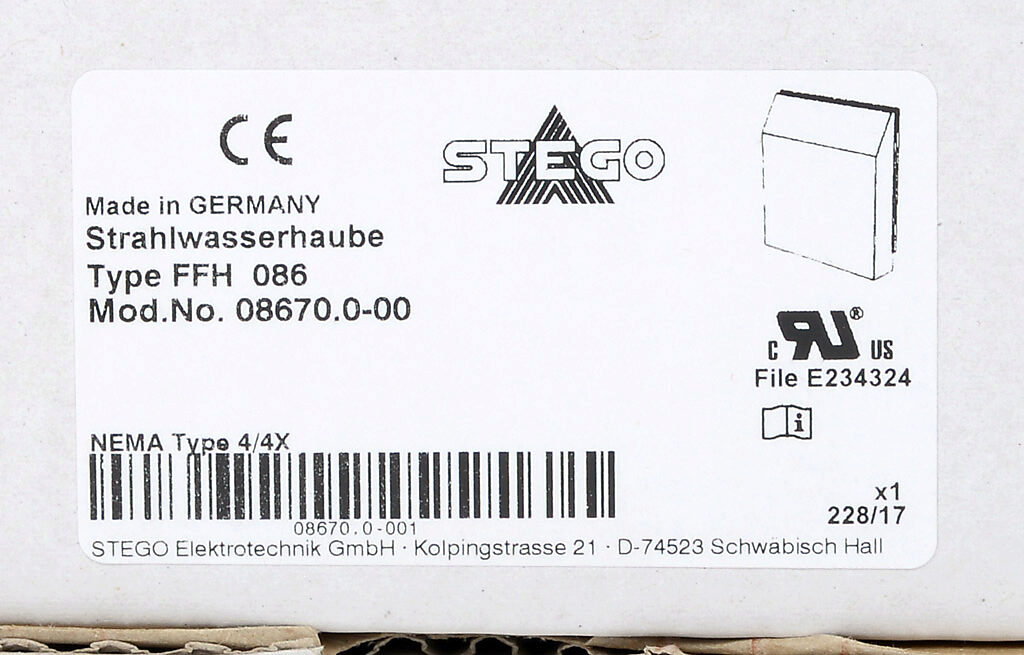 CE
STEGO
Made in GERMANY
Strahlwasserhaube
Type FFH 086
Mod.No. 08670.0-00
C RU® US
File E234324
i
NEMA Type 4/4X
x1
228/17
08670.0-001
STEGO Elektrotechnik GmbH · Kolpingstrasse 21 · D-74523 Schwäbisch Hall